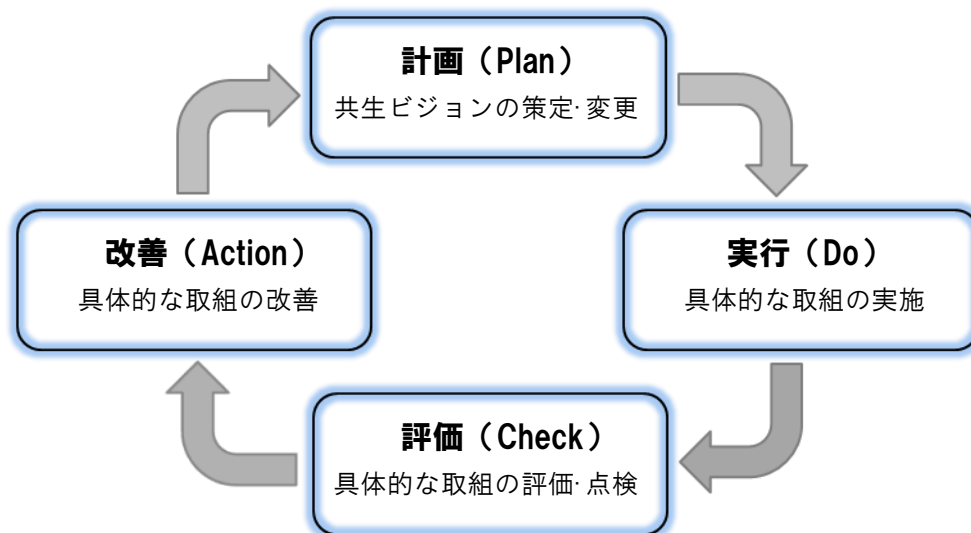 計画（Plan）
共生ビジョンの策定･変更
改善（Action）
具体的な取組の改善
実行（Do）
具体的な取組の実施
評価（Check）
具体的な取組の評価･点検